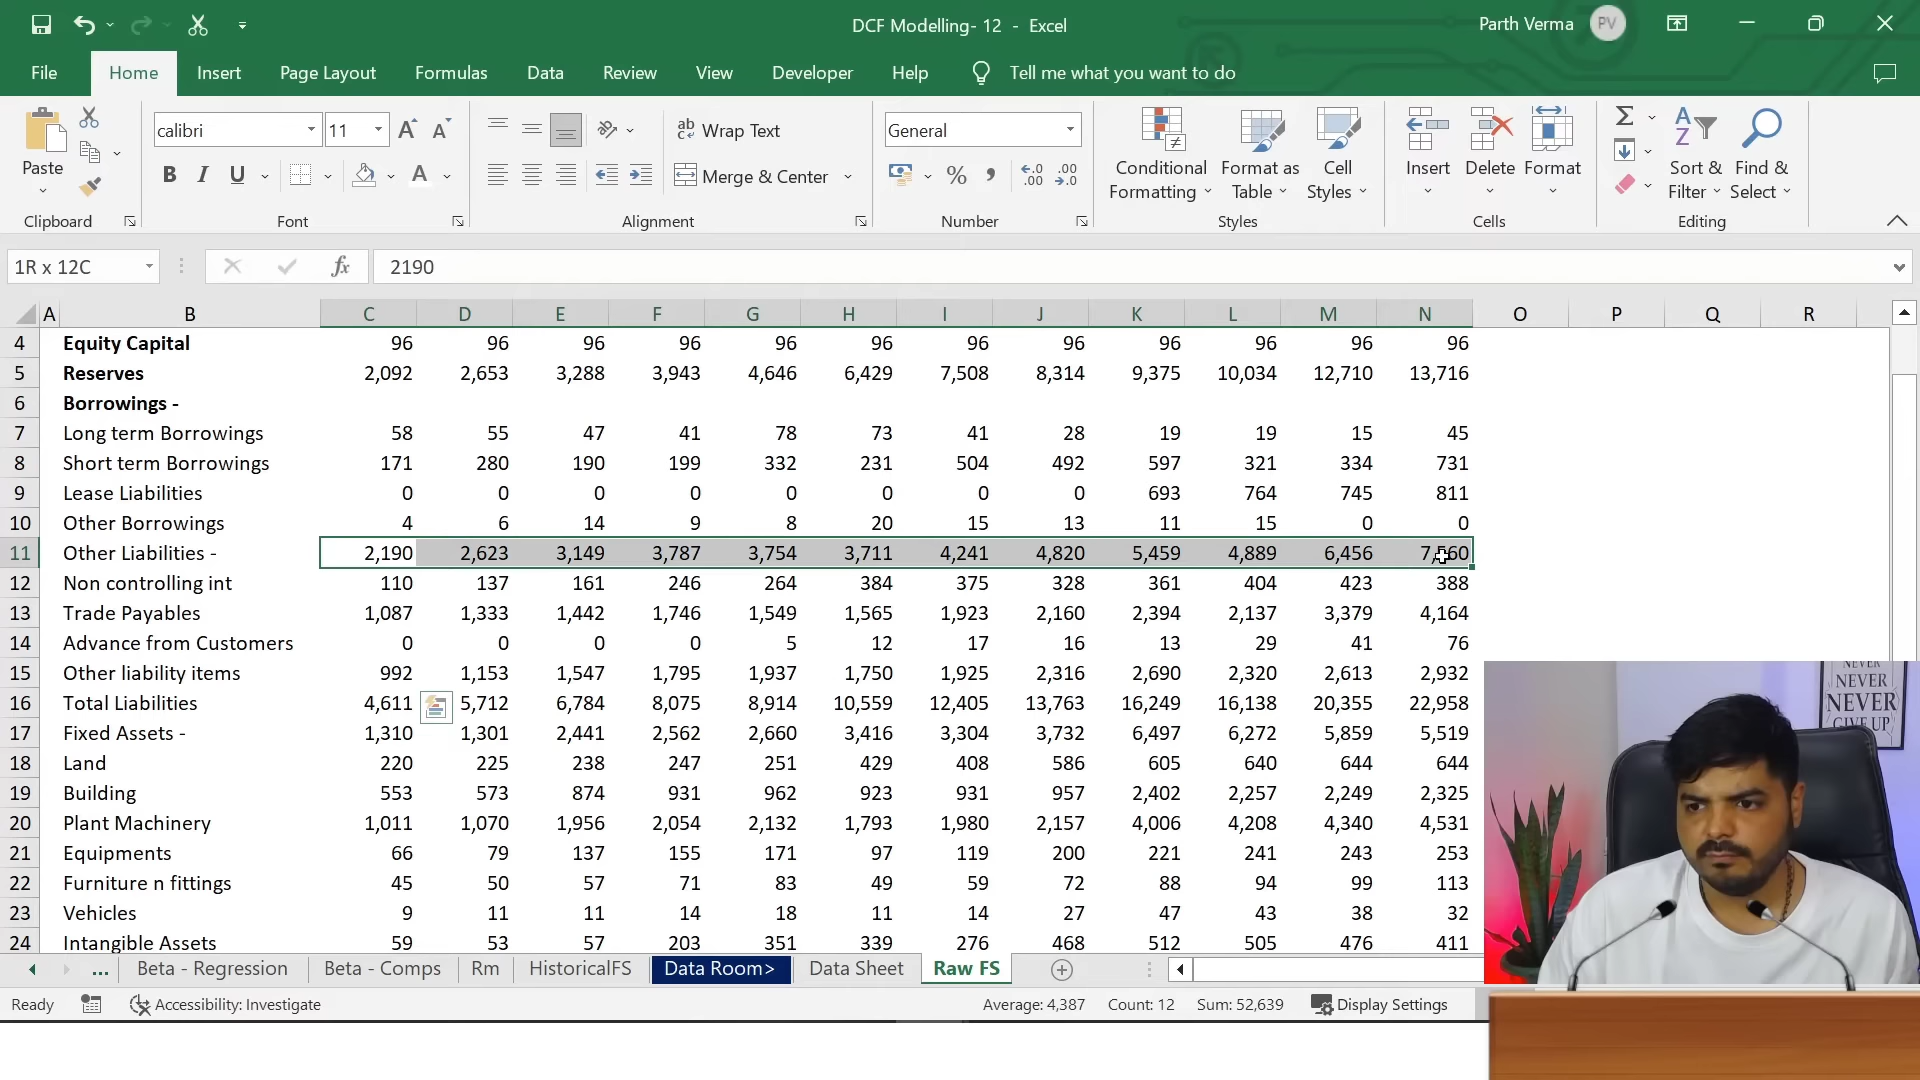 DCF Modelling- 12 - Excel
Parth Verma PV
File Home Insert Page Layout Formulas Data Review View Developer Help Tell me what you want to do
calibri 11
Wrap Text
General
Paste
Merge & Center
Conditional Formatting
Format as Table
Cell Styles
Insert Delete Format
Sort & Filter
Find & Select
Clipboard Font Alignment Number Styles Cells Editing
1R x 12C fx 2190
A B C D E F G H I J K L M N O P Q R
4 Equity Capital 96 96 96 96 96 96 96 96 96 96 96 96
5 Reserves 2,092 2,653 3,288 3,943 4,646 6,429 7,508 8,314 9,375 10,034 12,710 13,716
6 Borrowings -
7 Long term Borrowings 58 55 47 41 78 73 41 28 19 19 15 45
8 Short term Borrowings 171 280 190 199 332 231 504 492 597 321 334 731
9 Lease Liabilities 0 0 0 0 0 0 0 0 693 764 745 811
10 Other Borrowings 4 6 14 9 8 20 15 13 11 15 0 0
11 Other Liabilities - 2,190 2,623 3,149 3,787 3,754 3,711 4,241 4,820 5,459 4,889 6,456
12 Non controlling int 110 137 161 246 264 384 375 328 361 404 423 388
13 Trade Payables 1,087 1,333 1,442 1,746 1,549 1,565 1,923 2,160 2,394 2,137 3,379 4,164
14 Advance from Customers 0 0 0 0 5 12 17 16 13 29 41 76
15 Other liability items 992 1,153 1,547 1,795 1,937 1,750 1,925 2,316 2,690 2,320 2,613 2,932
16 Total Liabilities 4,611 5,712 6,784 8,075 8,914 10,559 12,405 13,763 16,249 16,138 20,355 22,958
17 Fixed Assets - 1,310 1,301 2,441 2,562 2,660 3,416 3,304 3,732 6,497 6,272 5,859 5,519
18 Land 220 225 238 247 251 429 408 586 605 640 644 644
19 Building 553 573 874 931 962 923 931 957 2,402 2,257 2,249 2,325
20 Plant Machinery 1,011 1,070 1,956 2,054 2,132 1,793 1,980 2,157 4,006 4,208 4,340 4,531
21 Equipments 66 79 137 155 171 97 119 200 221 241 243 253
22 Furniture n fittings 45 50 57 71 83 49 59 72 88 94 99 113
23 Vehicles 9 11 11 14 18 11 14 27 47 43 38 32
24 Intangible Assets 59 53 57 203 351 339 276 468 512 505 476 411
NEVER
NEVER
NEVER
GIVE UP
... Beta - Regression Beta - Comps Rm HistoricalFS Data Room> Data Sheet Raw FS
Ready Accessibility: Investigate Average: 4,387 Count: 12 Sum: 52,639 Display Settings